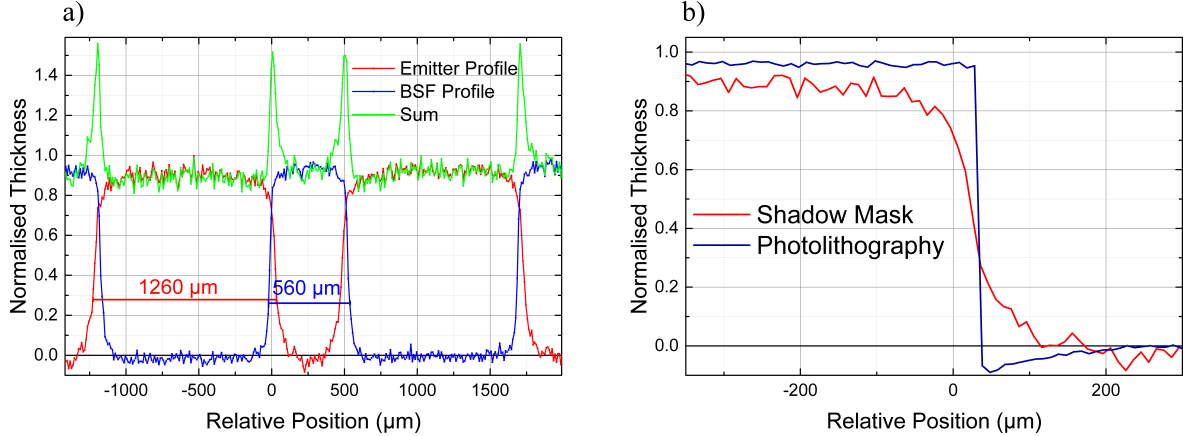 a)
Normalised Thickness
1.4
1.2
1.0
0.8
0.6
0.4
0.2
0.0
Emitter Profile
BSF Profile
Sum
1260 µm
560 µm
-1000
-500
0
500
1000
1500
Relative Position (µm)
b)
Normalised Thickness
1.0
0.8
0.6
0.4
0.2
0.0
Shadow Mask
Photolithography
-200
0
200
Relative Position (µm)